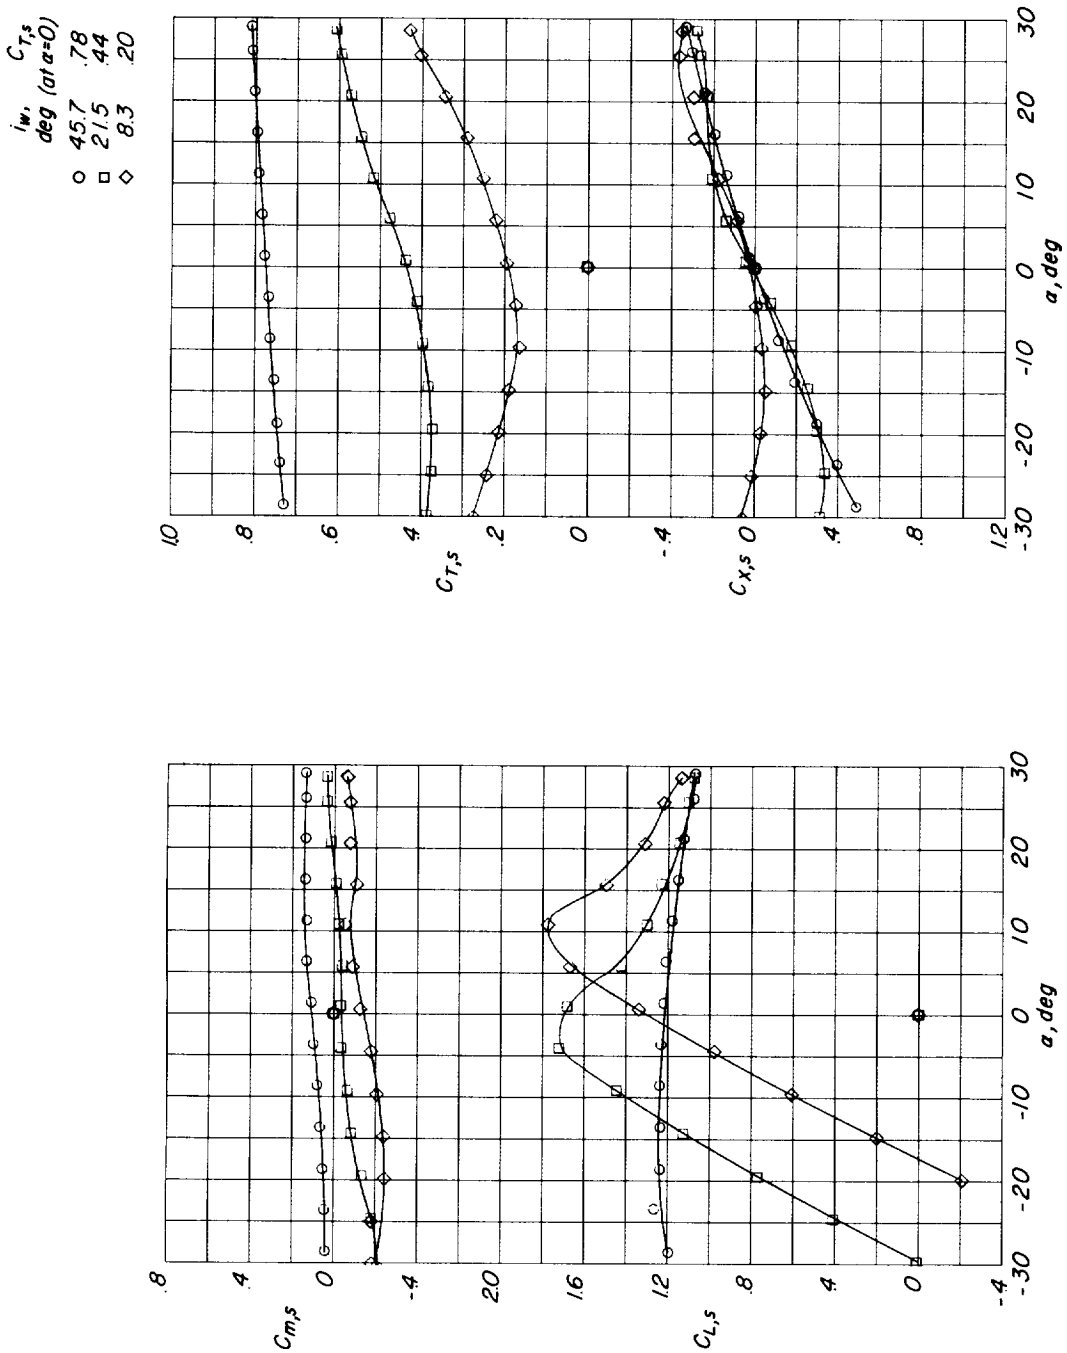 i_w, C_T,s
deg (at α=0)
○ 45.7 .78
□ 21.5 .44
◇ 8.3 .20
1.0
.8
.6
C_T,s
.4
.2
0
-.4
C_X,s
0
.4
.8
1.2
-30 -20 -10 0 10 20 30
α, deg
.8
C_m,s
.4
0
-.4
2.0
1.6
1.2
C_L,s
.8
.4
0
-.4
-30 -20 -10 0 10 20 30
α, deg